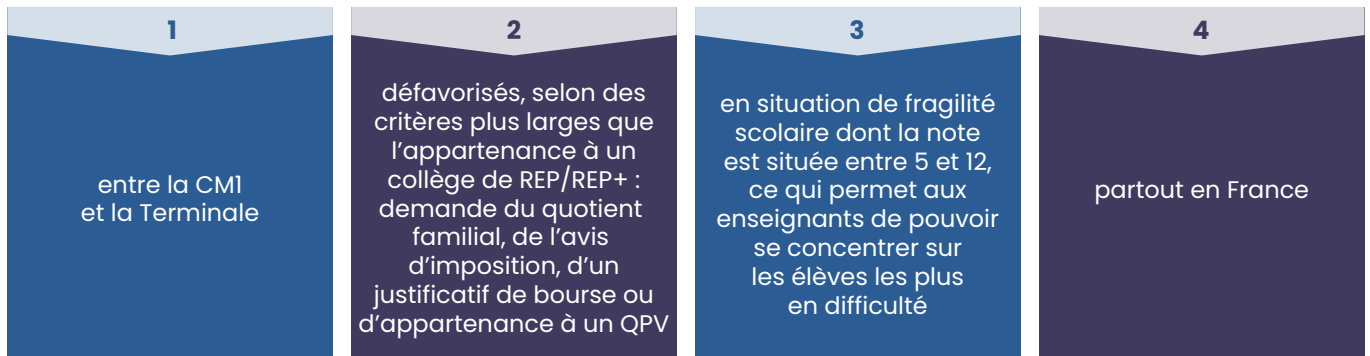 1
entre la CM1
et la Terminale
2
défavorisés, selon des
critères plus larges que
l'appartenance à un
collège de REP/REP+ :
demande du quotient
familial, de l'avis
d'imposition, d'un
justificatif de bourse ou
d'appartenance à un QPV
3
en situation de fragilité
scolaire dont la note
est située entre 5 et 12,
ce qui permet aux
enseignants de pouvoir
se concentrer sur
les élèves les plus
en difficulté
4
partout en France